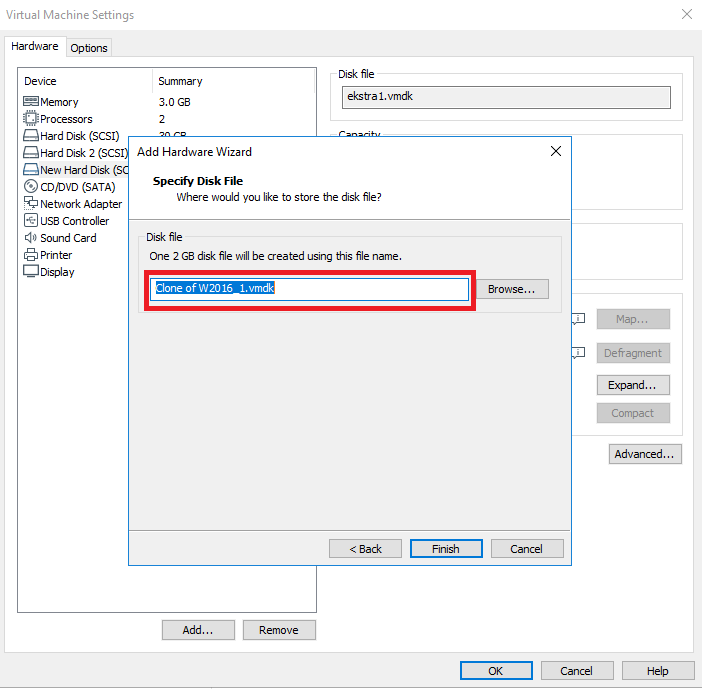 Virtual Machine Settings
Hardware Options
Device Summary
Memory 3.0 GB
Processors 2
Hard Disk (SCSI) 30 GB
Hard Disk 2 (SCSI)
New Hard Disk (SC
CD/DVD (SATA)
Network Adapter
USB Controller
Sound Card
Printer
Display
Add... Remove
Disk file
ekstra1.vmdk
Capacity
Add Hardware Wizard
Specify Disk File
Where would you like to store the disk file?
Disk file
One 2 GB disk file will be created using this file name.
Clone of W2016_1.vmdk Browse...
< Back Finish Cancel
Map...
Defragment
Expand...
Compact
Advanced...
OK Cancel Help